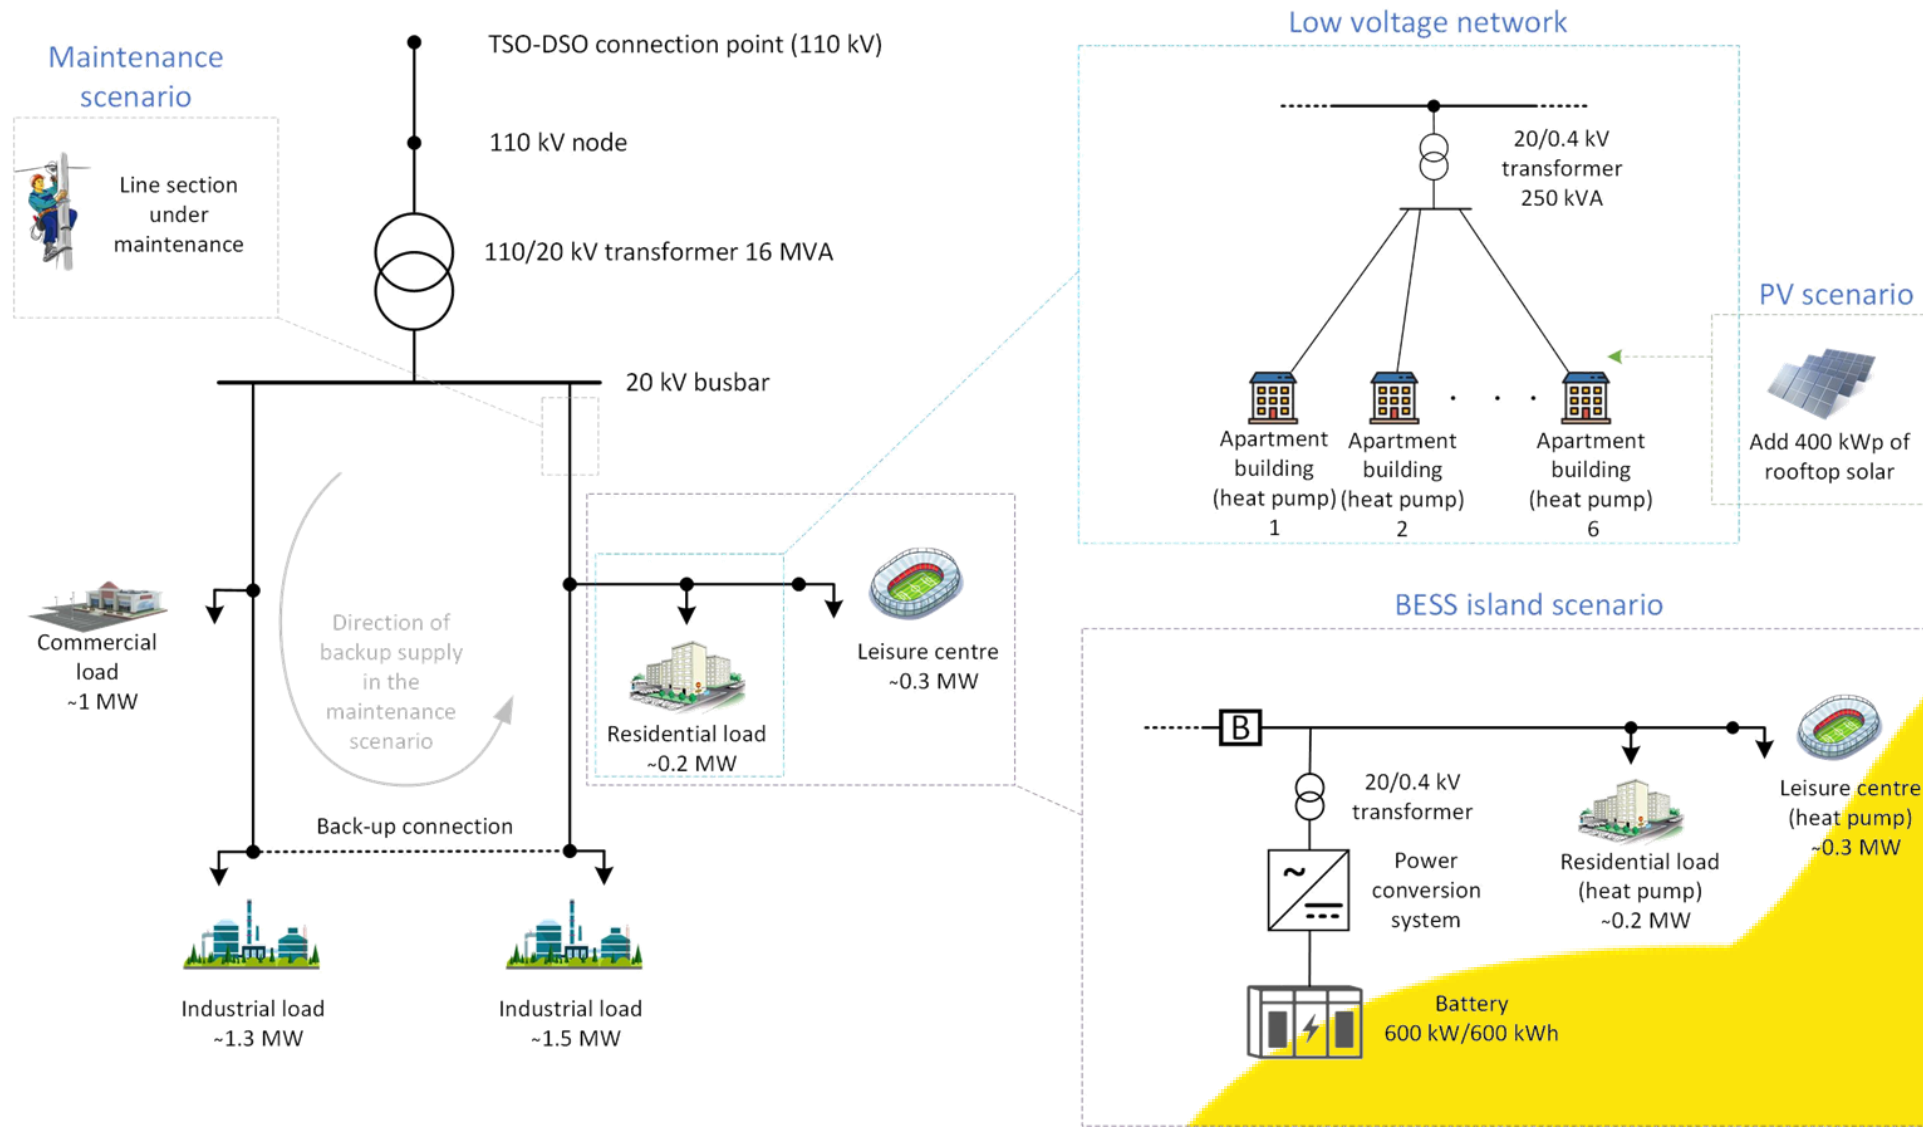 Maintenance
scenario
Line section
under
maintenance
TSO-DSO connection point (110 kV)
110 kV node
110/20 kV transformer 16 MVA
20 kV busbar
Commercial
load
~1 MW
Direction of
backup supply
in the
maintenance
scenario
Back-up connection
Industrial load
~1.3 MW
Industrial load
~1.5 MW
Residential load
~0.2 MW
Leisure centre
~0.3 MW
Low voltage network
20/0.4 kV
transformer
250 kVA
Apartment
building
(heat pump)
1
Apartment
building
(heat pump)
2
. . .
Apartment
building
(heat pump)
6
PV scenario
Add 400 kWp of
rooftop solar
BESS island scenario
B
20/0.4 kV
transformer
Power
conversion
system
Battery
600 kW/600 kWh
Residential load
(heat pump)
~0.2 MW
Leisure centre
(heat pump)
~0.3 MW